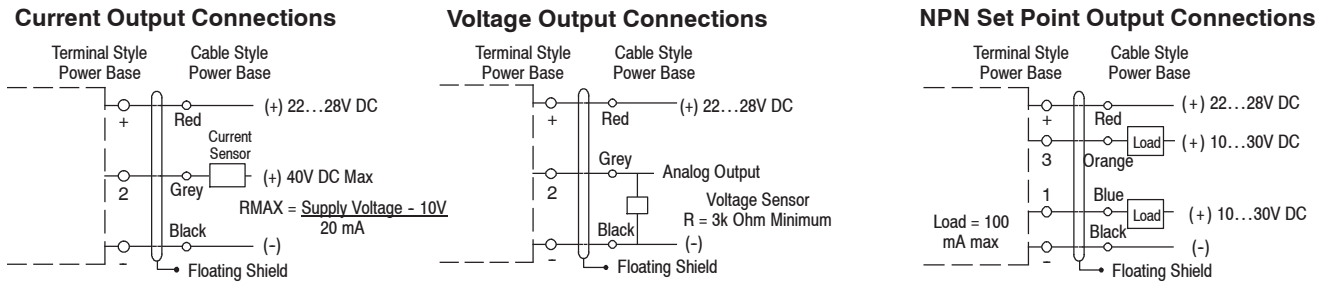 Current Output Connections
Terminal Style
Power Base
Cable Style
Power Base
+
Red
(+) 22...28V DC
Current
Sensor
2
Grey
(+) 40V DC Max
RMAX = Supply Voltage - 10V
20 mA
Black
-
(-)
Floating Shield
Voltage Output Connections
Terminal Style
Power Base
Cable Style
Power Base
+
Red
(+) 22...28V DC
Grey
2
Analog Output
Voltage Sensor
R = 3k Ohm Minimum
Black
-
(-)
Floating Shield
NPN Set Point Output Connections
Terminal Style
Power Base
Cable Style
Power Base
+
Red
(+) 22...28V DC
3
Orange
Load
(+) 10...30V DC
1
Blue
Load
(+) 10...30V DC
Load = 100
mA max
Black
-
(-)
Floating Shield